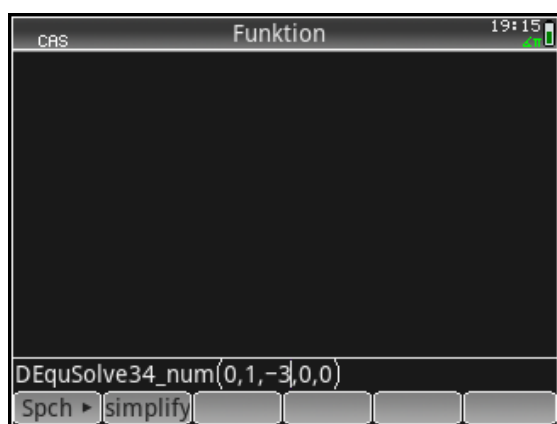 CAS Funktion 19:15
∡π
DEquSolve34_num(0,1,-3,0,0)
Spch ▸ simplify